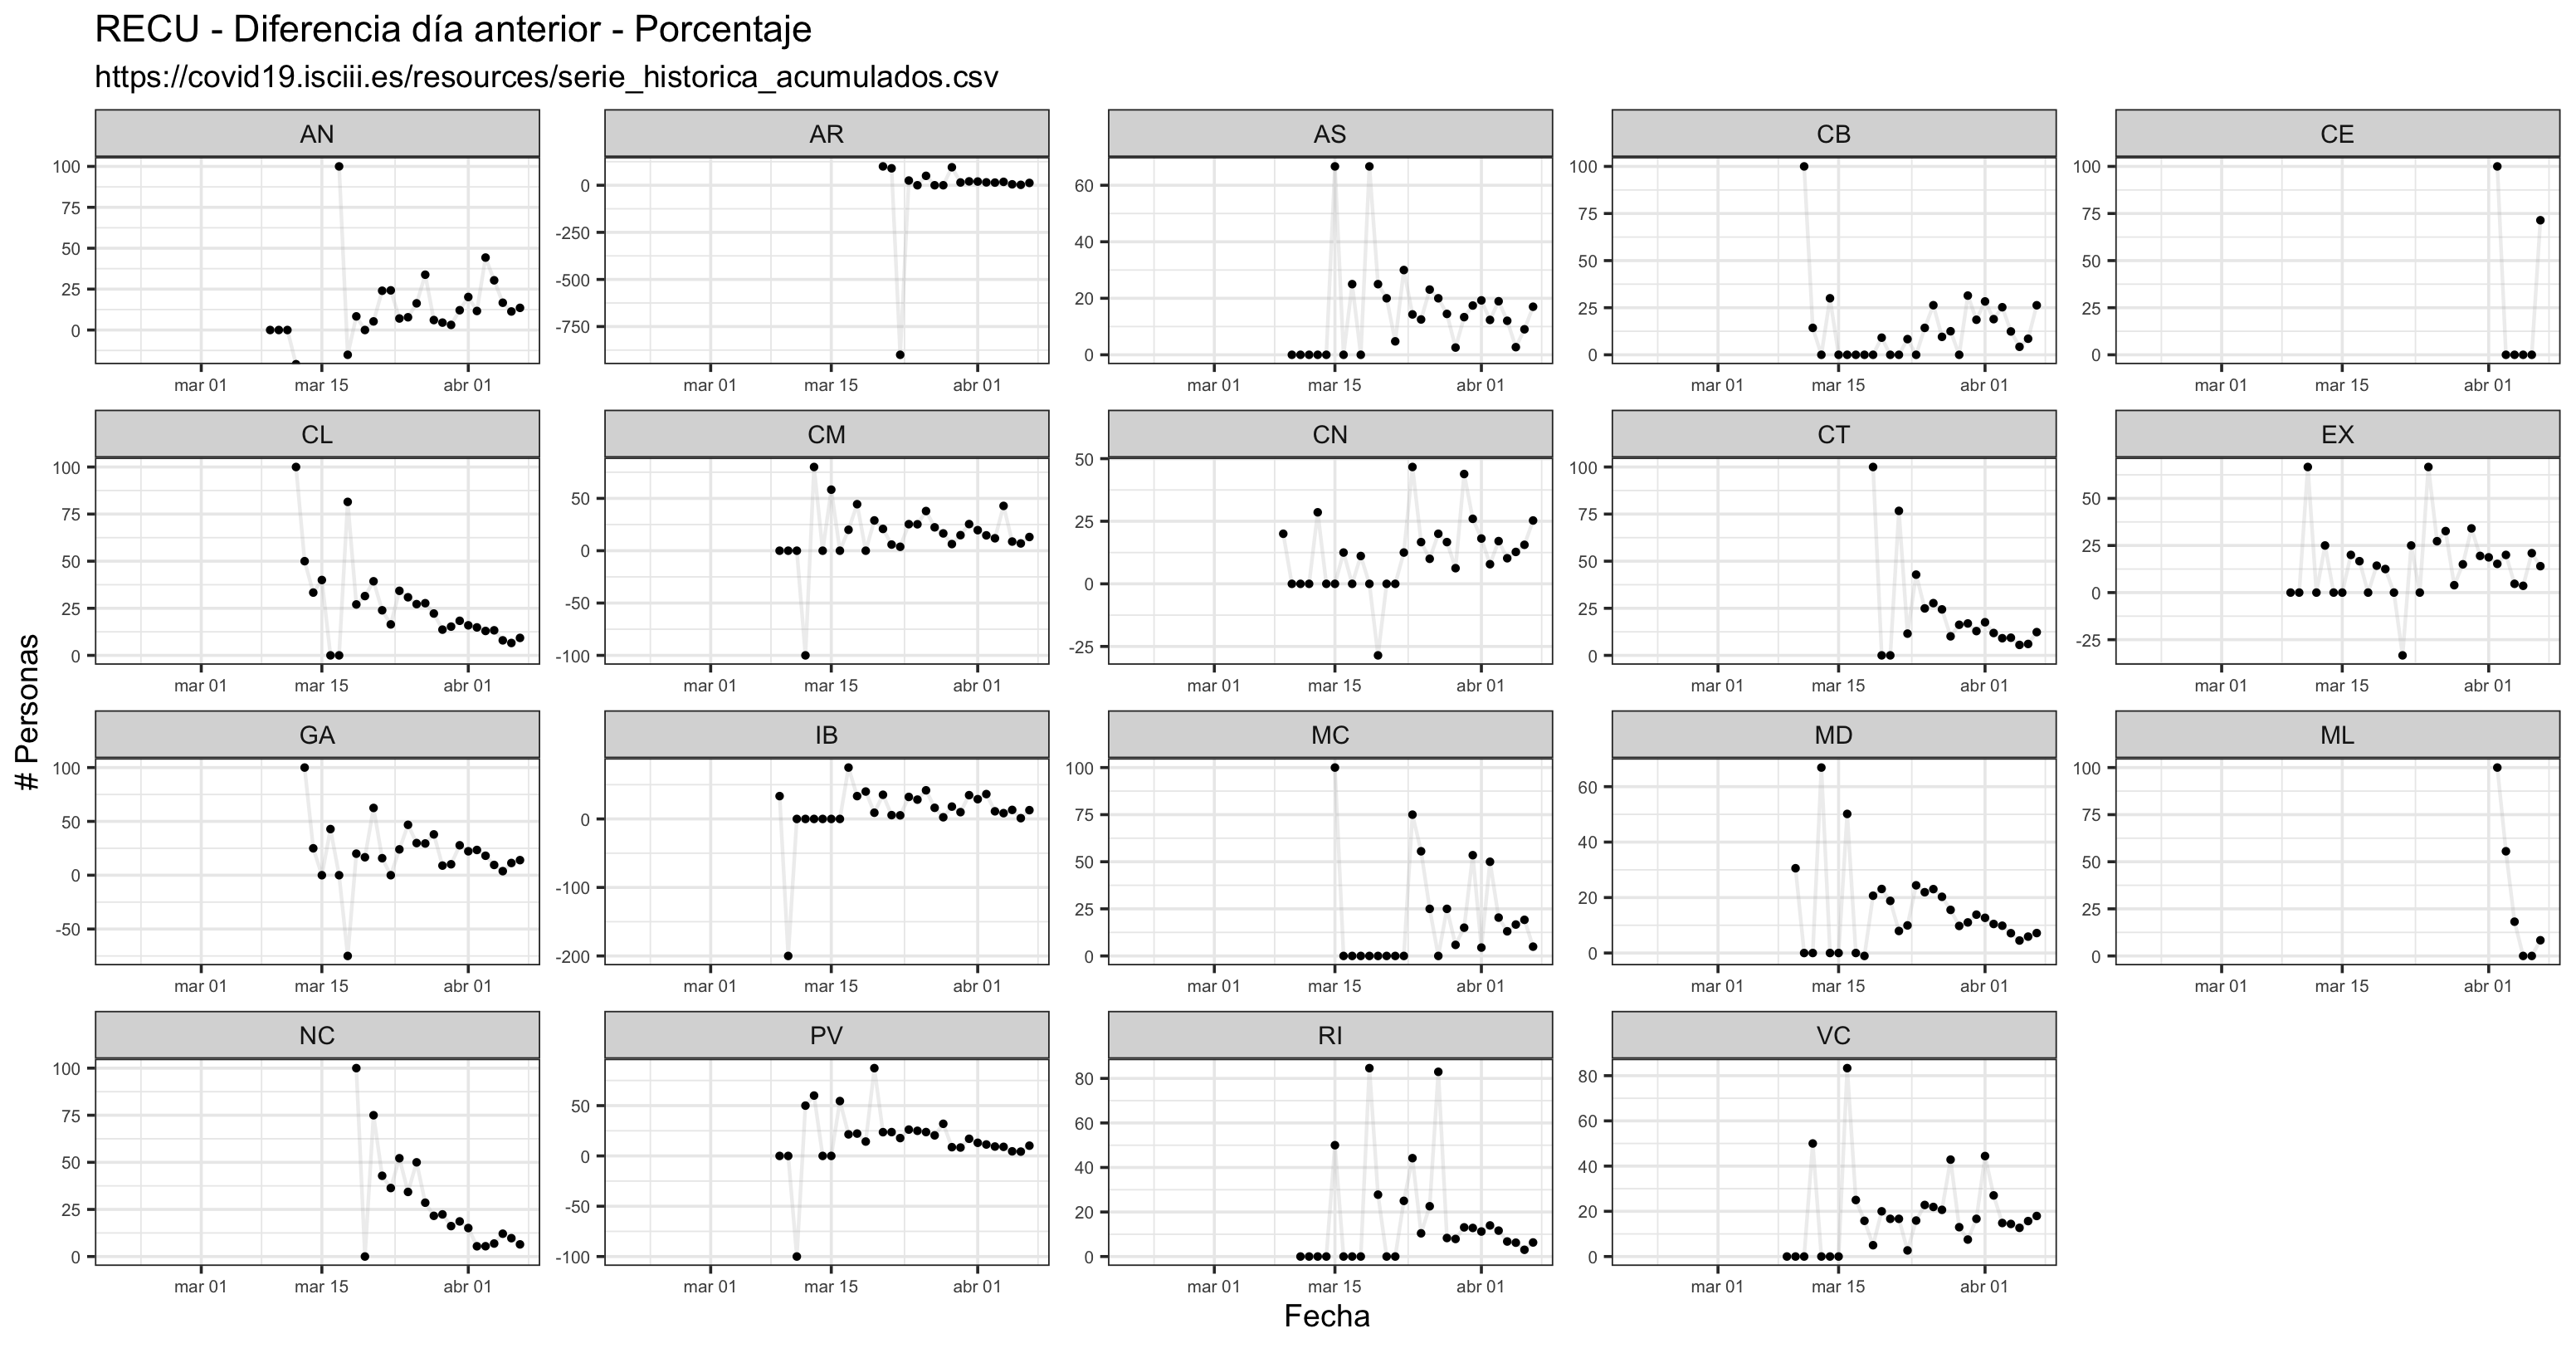 RECU - Diferencia día anterior - Porcentaje
https://covid19.isciii.es/resources/serie_historica_acumulados.csv
# Personas
AN
100
75
50
25
0
mar 01 mar 15 abr 01
AR
0
-250
-500
-750
mar 01 mar 15 abr 01
AS
60
40
20
0
mar 01 mar 15 abr 01
CB
100
75
50
25
0
mar 01 mar 15 abr 01
CE
100
75
50
25
0
mar 01 mar 15 abr 01
CL
100
75
50
25
0
mar 01 mar 15 abr 01
CM
50
0
-50
-100
mar 01 mar 15 abr 01
CN
50
25
0
-25
mar 01 mar 15 abr 01
CT
100
75
50
25
0
mar 01 mar 15 abr 01
EX
50
25
0
-25
mar 01 mar 15 abr 01
GA
100
50
0
-50
mar 01 mar 15 abr 01
IB
0
-100
-200
mar 01 mar 15 abr 01
MC
100
75
50
25
0
mar 01 mar 15 abr 01
MD
60
40
20
0
mar 01 mar 15 abr 01
ML
100
75
50
25
0
mar 01 mar 15 abr 01
NC
100
75
50
25
0
mar 01 mar 15 abr 01
PV
50
0
-50
-100
mar 01 mar 15 abr 01
RI
80
60
40
20
0
mar 01 mar 15 abr 01
VC
80
60
40
20
0
mar 01 mar 15 abr 01
Fecha